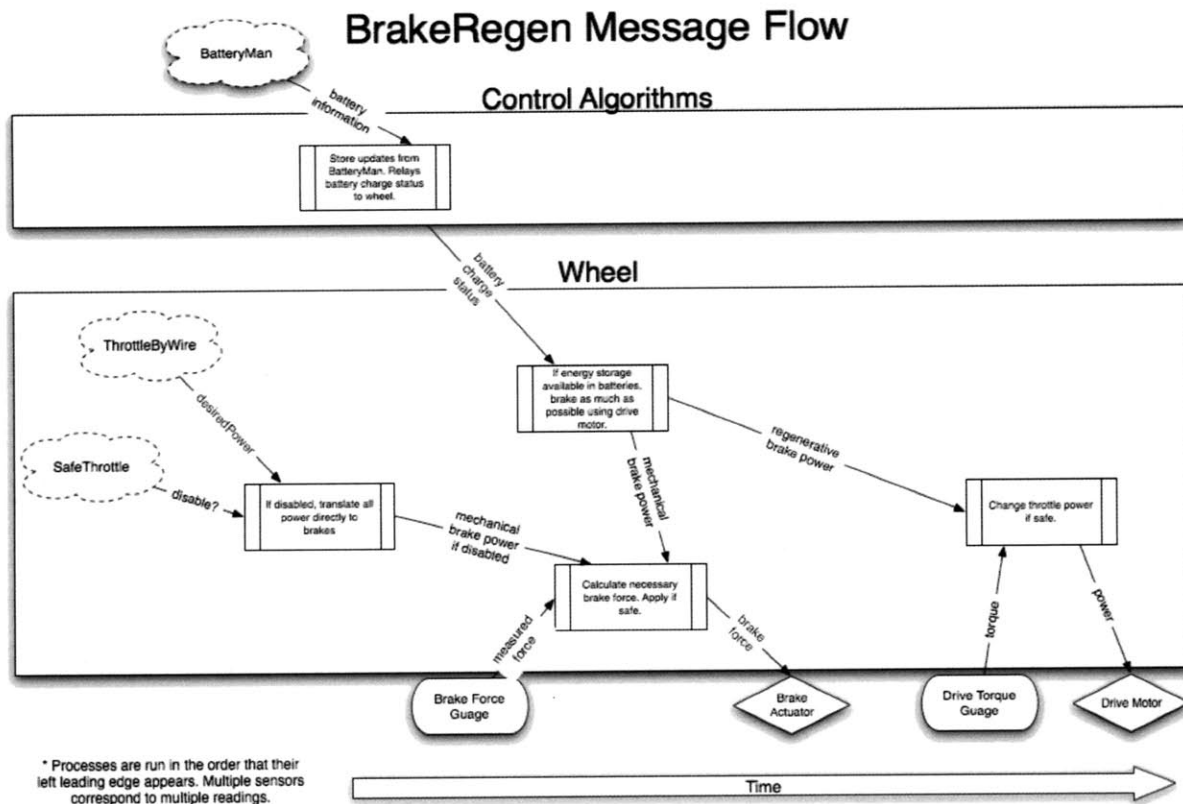 BrakeRegen Message Flow
BatteryMan
battery
information
Control Algorithms
Store updates from
BatteryMan. Relays
battery charge status
to wheel.
battery
charge
status
Wheel
ThrottleByWire
desiredPower
If energy storage
available in batteries,
brake as much as
possible using drive
motor.
regenerative
brake power
SafeThrottle
disable?
If disabled, translate all
power directly to
brakes
mechanical
brake power
if disabled
mechanical
brake power
Change throttle power
if safe.
Calculate necessary
brake force. Apply if
safe.
measured
force
brake
force
torque
power
Brake Force
Guage
Brake
Actuator
Drive Torque
Guage
Drive Motor
* Processes are run in the order that their
left leading edge appears. Multiple sensors
correspond to multiple readings.
Time